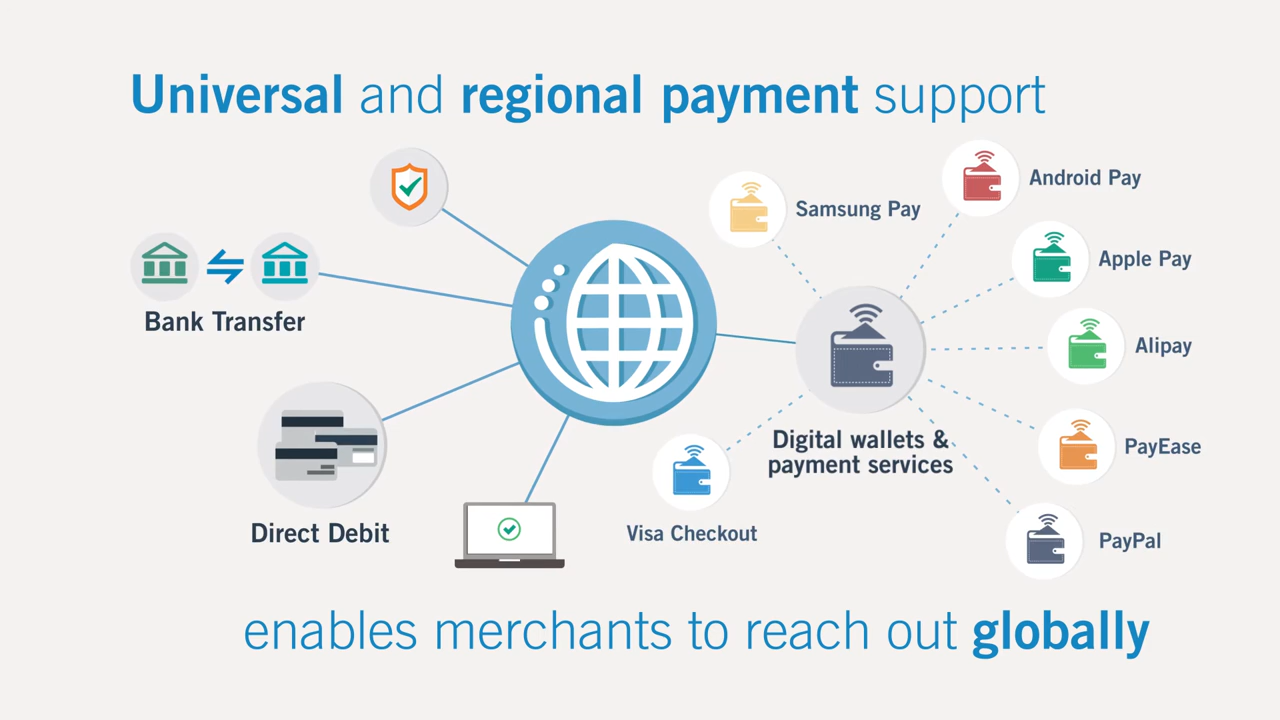 Universal and regional payment support
Samsung Pay
Android Pay
Apple Pay
Bank Transfer
Alipay
Digital wallets &
payment services
PayEase
Direct Debit
Visa Checkout
PayPal
enables merchants to reach out globally